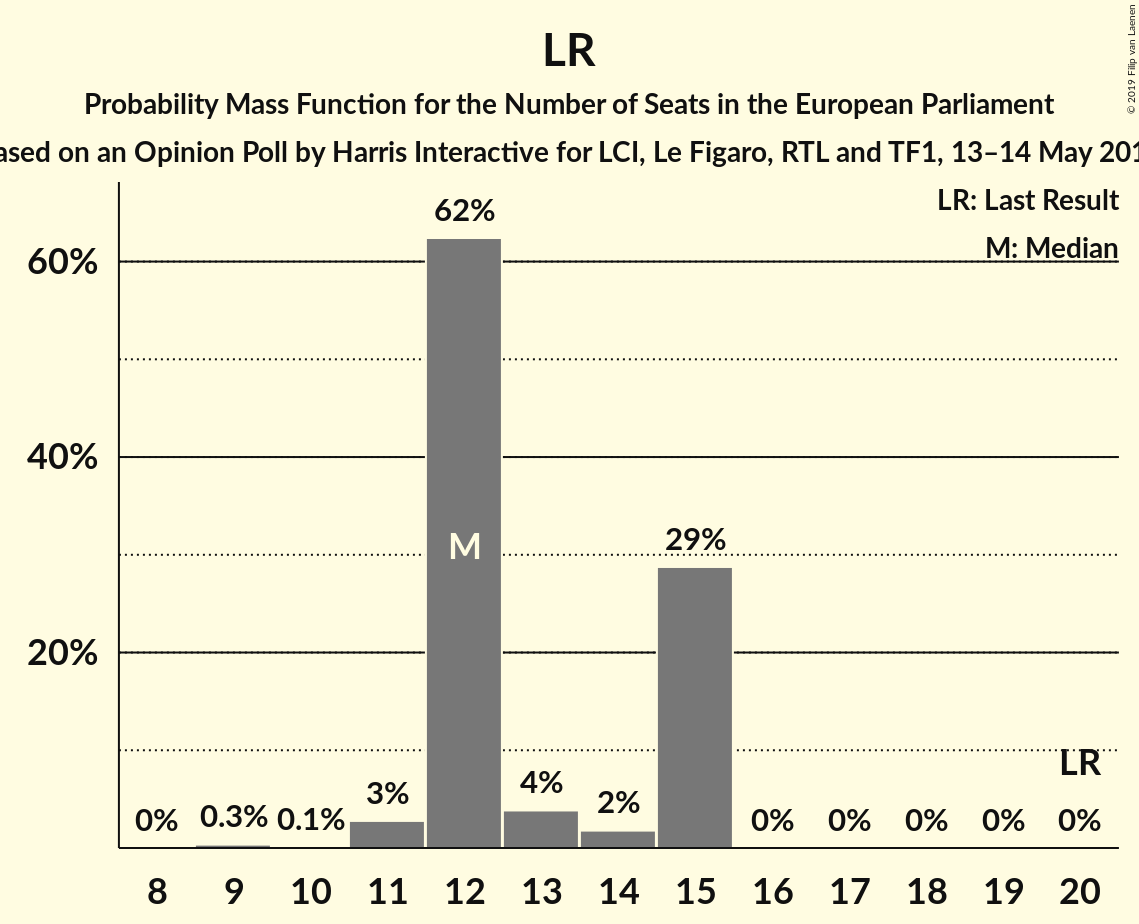 LR
Probability Mass Function for the Number of Seats in the European Parliament
ased on an Opinion Poll by Harris Interactive for LCI, Le Figaro, RTL and TF1, 13–14 May 201
© 2019 Filip van Laenen
LR: Last Result
M: Median
62%
60%
40%
M
29%
20%
LR
0%
0.3%
0.1%
3%
4%
2%
0%
0%
0%
0%
0%
8 9 10 11 12 13 14 15 16 17 18 19 20